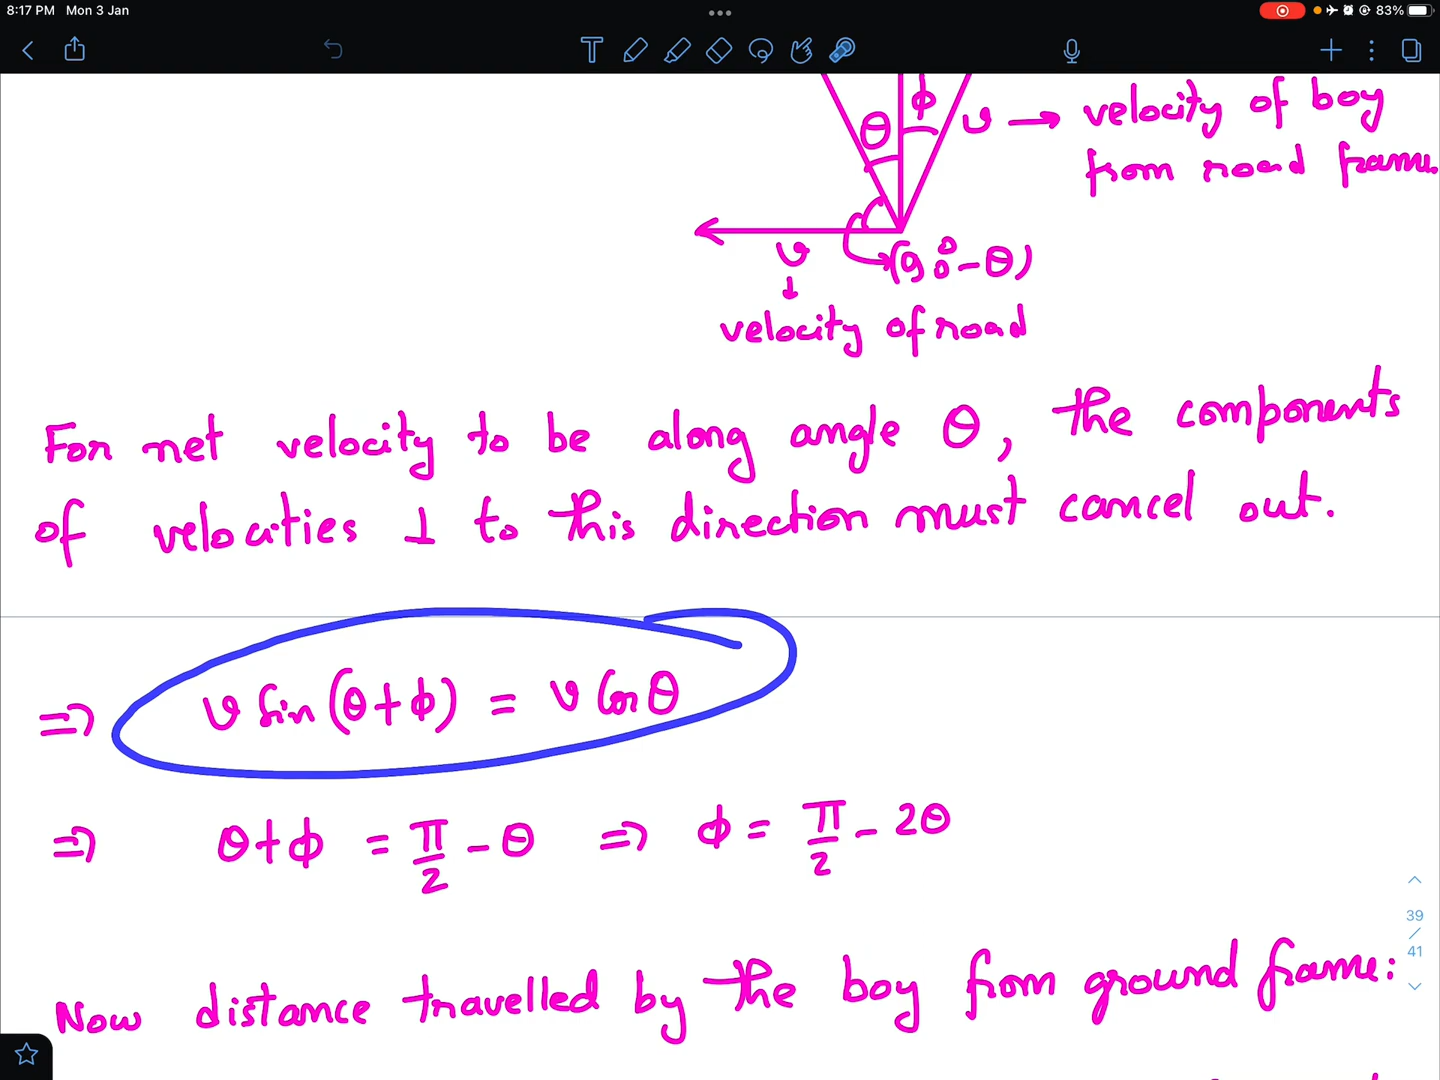 8:17 PM Mon 3 Jan
83%
T
θ
ϕ
v → velocity of boy
from road frame.
v
(90°-θ)
↓
velocity of road
For net velocity to be along angle θ, the components
of velocities ⊥ to this direction must cancel out.
⇒ v Sin(θ+ϕ) = v Cosθ
⇒ θ+ϕ = π/2 - θ ⇒ ϕ = π/2 - 2θ
39
/
41
Now distance travelled by the boy from ground frame: